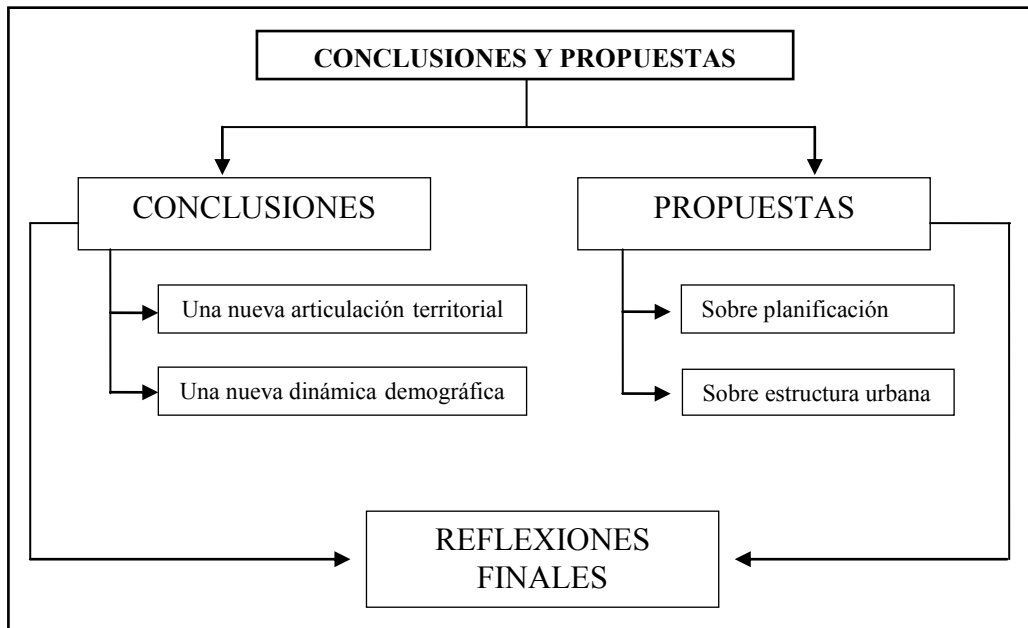 CONCLUSIONES Y PROPUESTAS
CONCLUSIONES
Una nueva articulación territorial
Una nueva dinámica demográfica
PROPUESTAS
Sobre planificación
Sobre estructura urbana
REFLEXIONES
FINALES